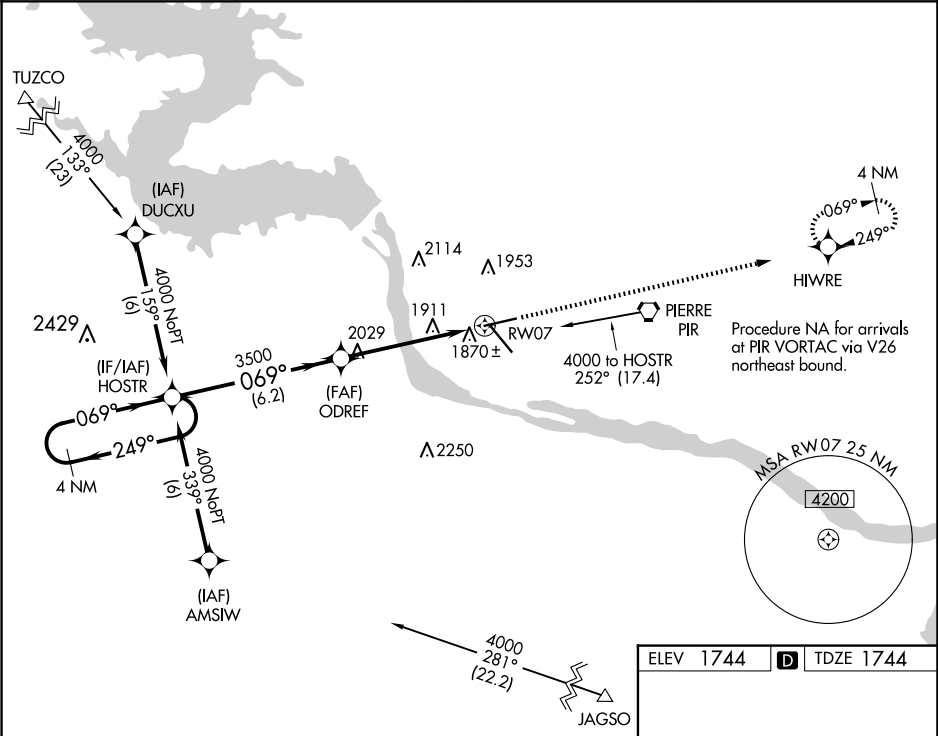 TUZCO
4000
133°
(23)
(IAF)
DUCXU
4000 NoPT
159°
(6)
2429
(IF/IAF)
HOSTR
069°
249°
4 NM
3500
069°
(6.2)
4000 NoPT
339°
(6)
(IAF)
AMSIW
2029
(FAF)
ODREF
2114
1953
1911
1870±
RW07
2250
4000 to HOSTR
252° (17.4)
PIERRE
PIR
4 NM
069°
249°
HIWRE
Procedure NA for arrivals
at PIR VORTAC via V26
northeast bound.
MSA RW07 25 NM
4200
4000
281°
(22.2)
JAGSO
ELEV 1744 D TDZE 1744